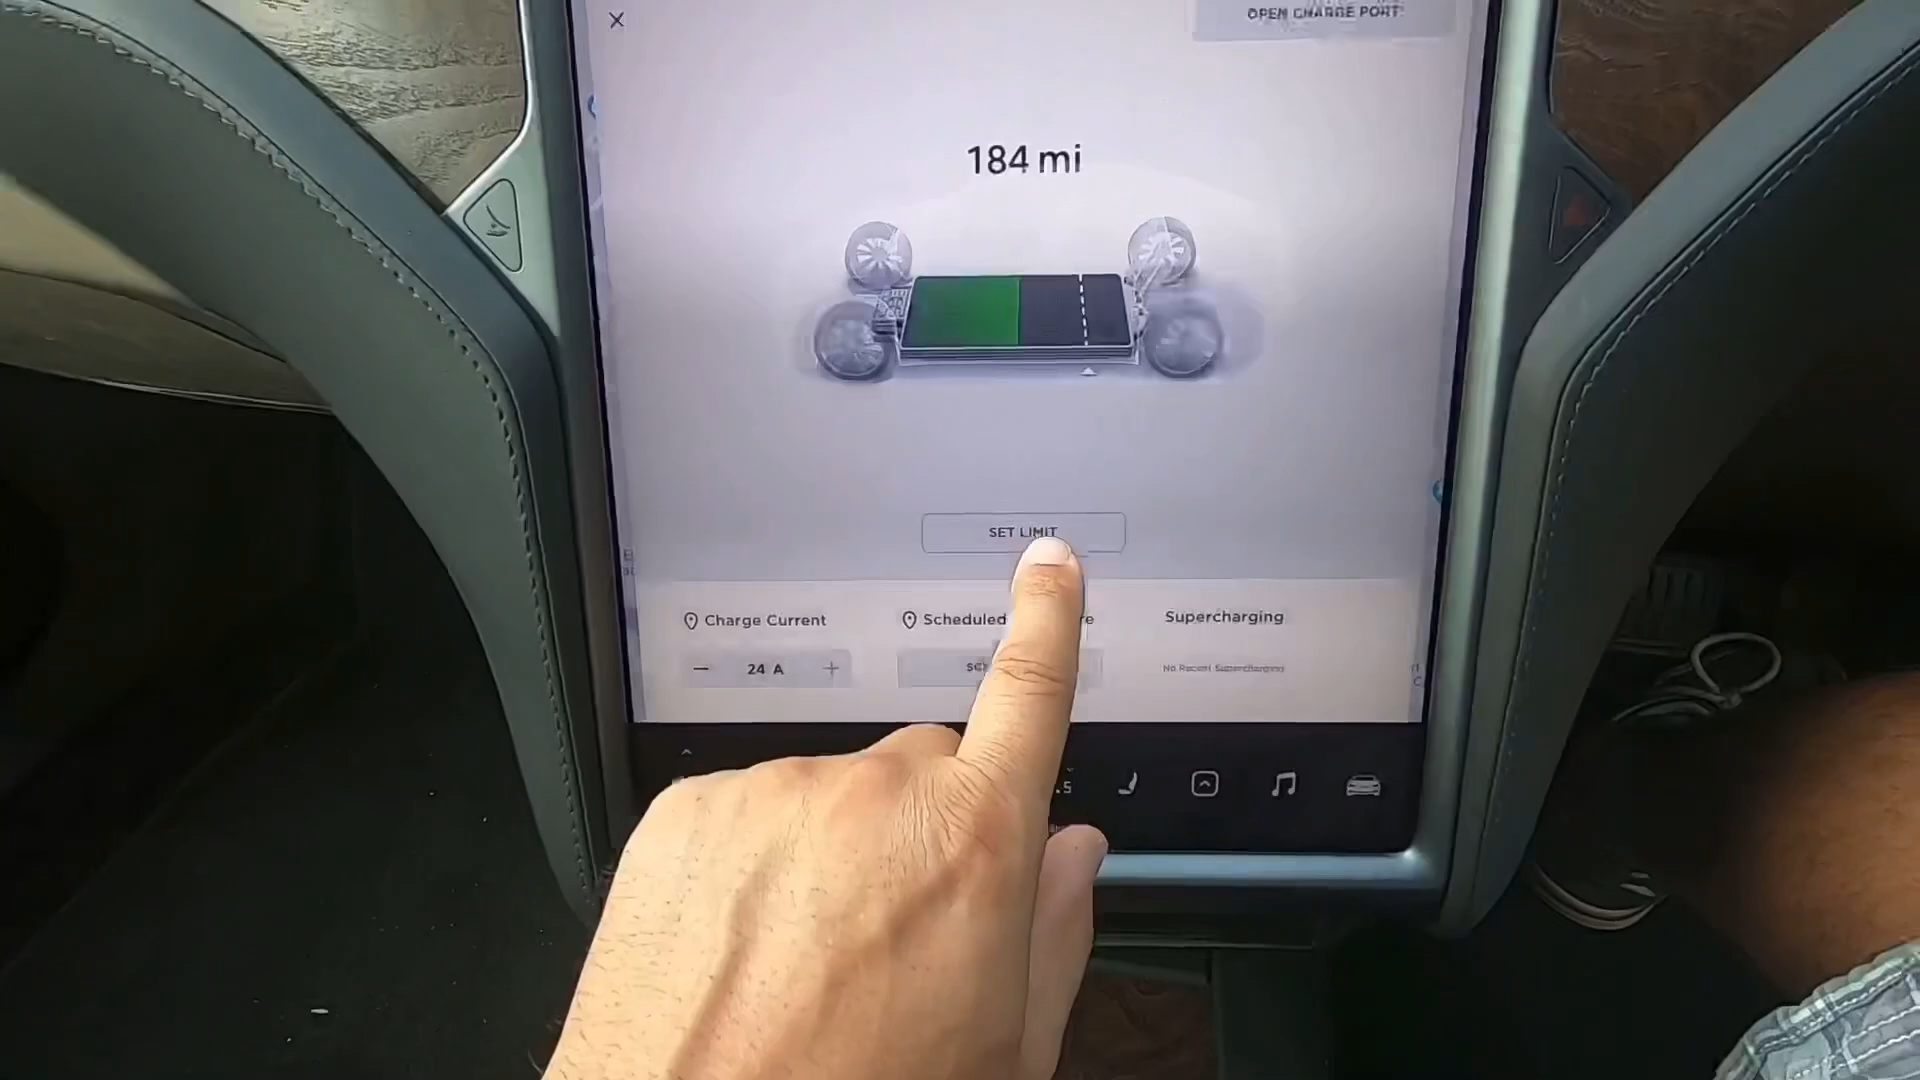 OPEN CHARGE PORT
184 mi
SET LIMIT
Charge Current
Scheduled
Supercharging
24 A
No Recent Supercharging